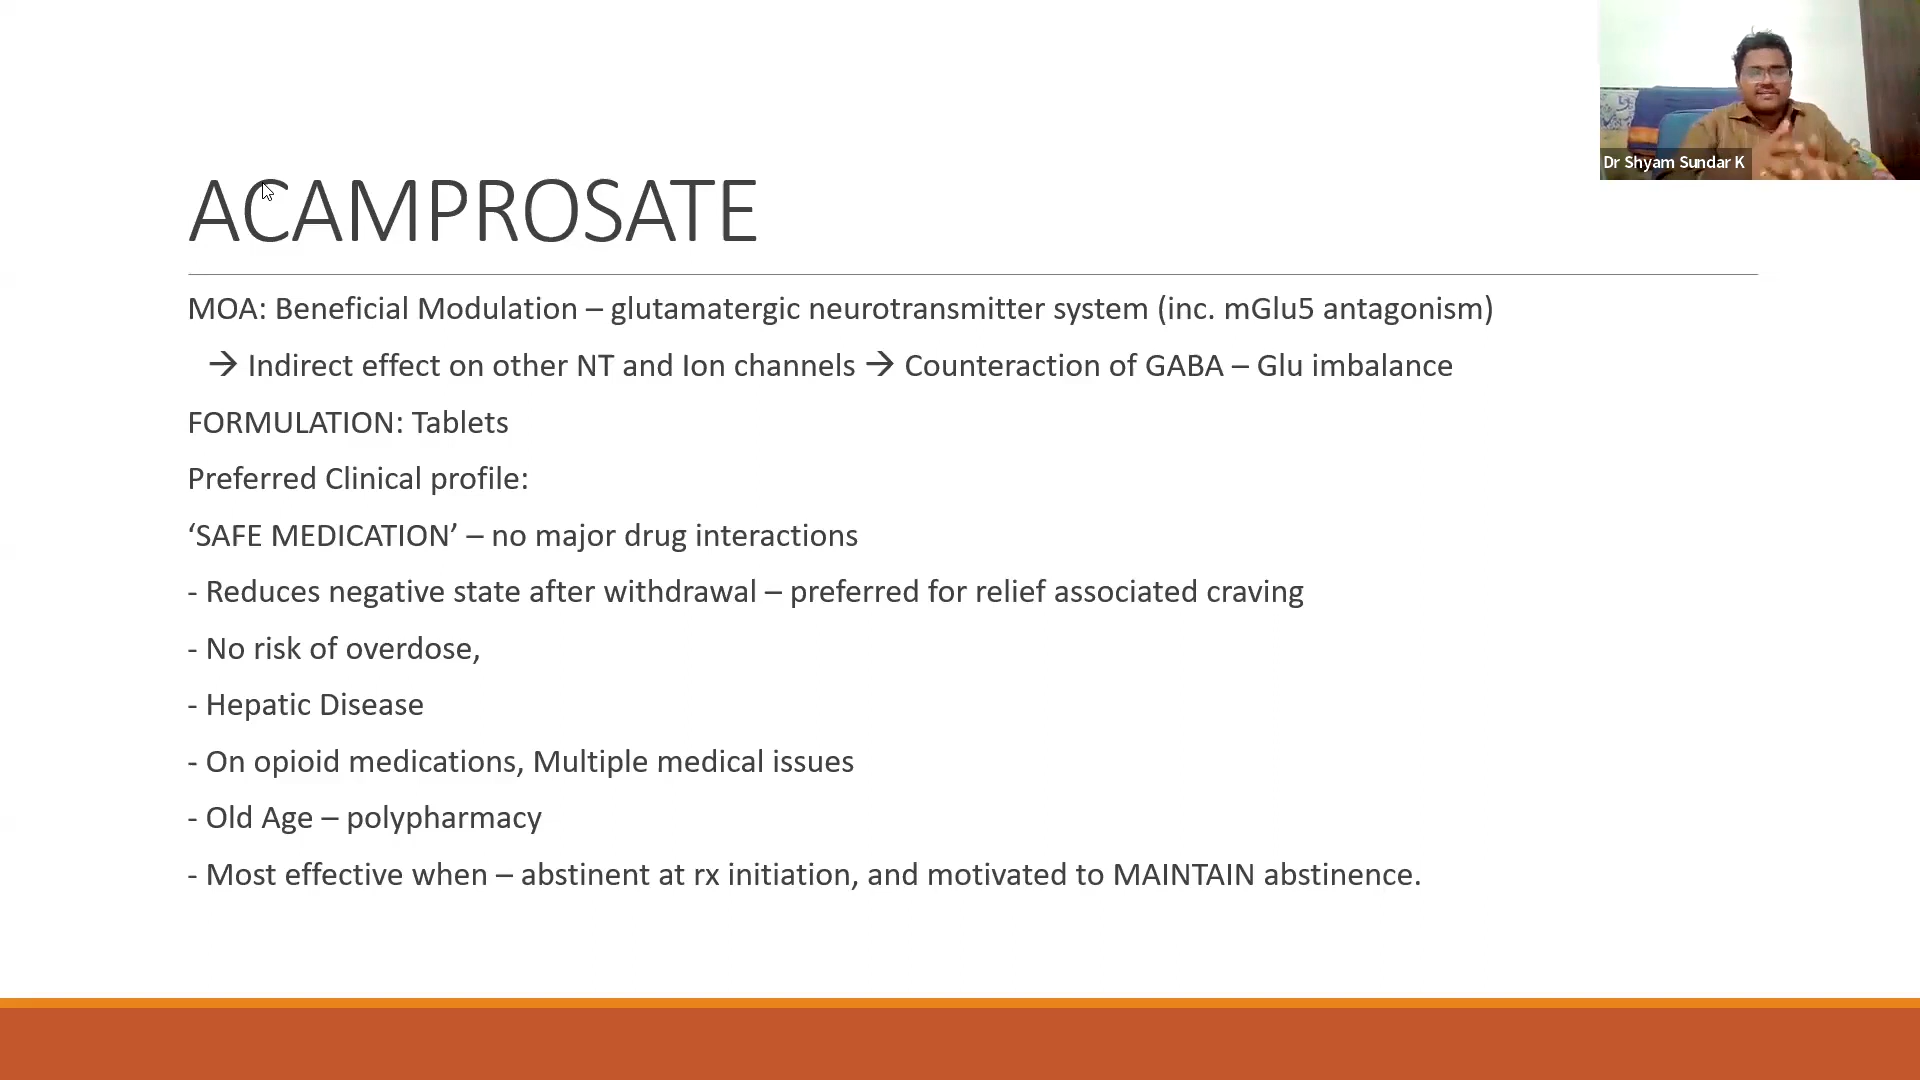 Dr Shyam Sundar K
ACAMPROSATE
MOA: Beneficial Modulation – glutamatergic neurotransmitter system (inc. mGlu5 antagonism)
→ Indirect effect on other NT and Ion channels → Counteraction of GABA – Glu imbalance
FORMULATION: Tablets
Preferred Clinical profile:
‘SAFE MEDICATION’ – no major drug interactions
- Reduces negative state after withdrawal – preferred for relief associated craving
- No risk of overdose,
- Hepatic Disease
- On opioid medications, Multiple medical issues
- Old Age – polypharmacy
- Most effective when – abstinent at rx initiation, and motivated to MAINTAIN abstinence.